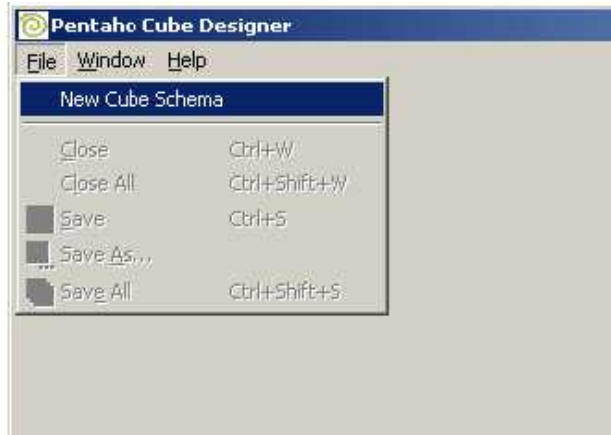 Pentaho Cube Designer
File Window Help
New Cube Schema
Close Ctrl+W
Close All Ctrl+Shift+W
Save Ctrl+S
Save As...
Save All Ctrl+Shift+S